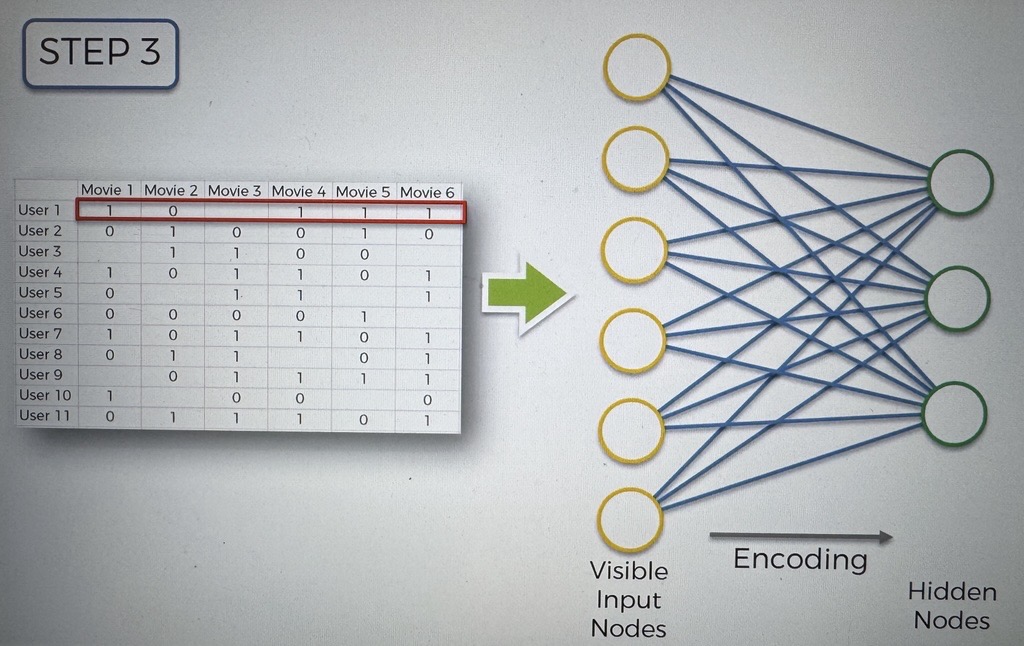 STEP 3
Movie 1 Movie 2 Movie 3 Movie 4 Movie 5 Movie 6
User 1 1 0 1 1 1
User 2 0 1 0 0 1 0
User 3 1 1 0 0
User 4 1 0 1 1 0 1
User 5 0 1 1 1
User 6 0 0 0 0 1
User 7 1 0 1 1 0 1
User 8 0 1 1 0 1
User 9 0 1 1 1 1
User 10 1 0 0 0
User 11 0 1 1 1 0 1
Encoding
Visible
Input
Nodes
Hidden
Nodes